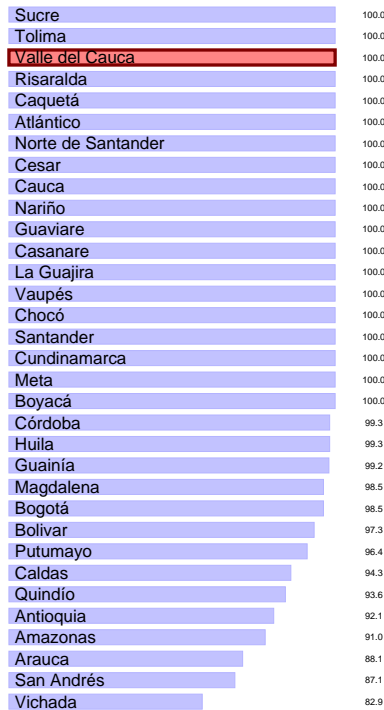 Sucre 100.0
Tolima 100.0
Valle del Cauca 100.0
Risaralda 100.0
Caquetá 100.0
Atlántico 100.0
Norte de Santander 100.0
Cesar 100.0
Cauca 100.0
Nariño 100.0
Guaviare 100.0
Casanare 100.0
La Guajira 100.0
Vaupés 100.0
Chocó 100.0
Santander 100.0
Cundinamarca 100.0
Meta 100.0
Boyacá 100.0
Córdoba 99.3
Huila 99.3
Guainía 99.2
Magdalena 98.5
Bogotá 98.5
Bolivar 97.3
Putumayo 96.4
Caldas 94.3
Quindío 93.6
Antioquia 92.1
Amazonas 91.0
Arauca 88.1
San Andrés 87.1
Vichada 82.9